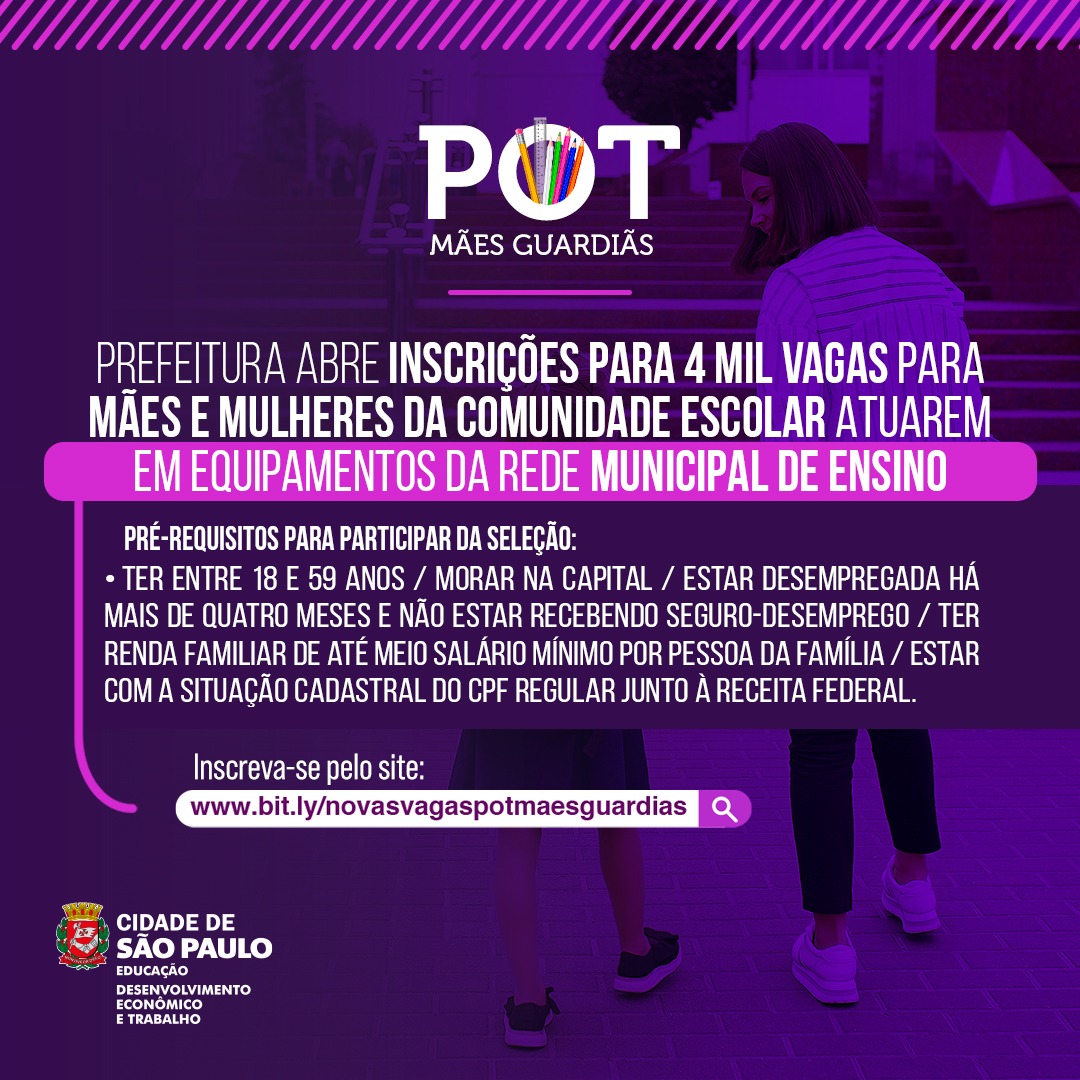 POT
MÃES GUARDIÃS
PREFEITURA ABRE INSCRIÇÕES PARA 4 MIL VAGAS PARA
MÃES E MULHERES DA COMUNIDADE ESCOLAR ATUAREM
EM EQUIPAMENTOS DA REDE MUNICIPAL DE ENSINO
PRÉ-REQUISITOS PARA PARTICIPAR DA SELEÇÃO:
• TER ENTRE 18 E 59 ANOS / MORAR NA CAPITAL / ESTAR DESEMPREGADA HÁ
MAIS DE QUATRO MESES E NÃO ESTAR RECEBENDO SEGURO-DESEMPREGO / TER
RENDA FAMILIAR DE ATÉ MEIO SALÁRIO MÍNIMO POR PESSOA DA FAMÍLIA / ESTAR
COM A SITUAÇÃO CADASTRAL DO CPF REGULAR JUNTO À RECEITA FEDERAL.
Inscreva-se pelo site:
www.bit.ly/novasvagaspotmaesguardias
CIDADE DE
SÃO PAULO
EDUCAÇÃO
DESENVOLVIMENTO
ECONÔMICO
E TRABALHO